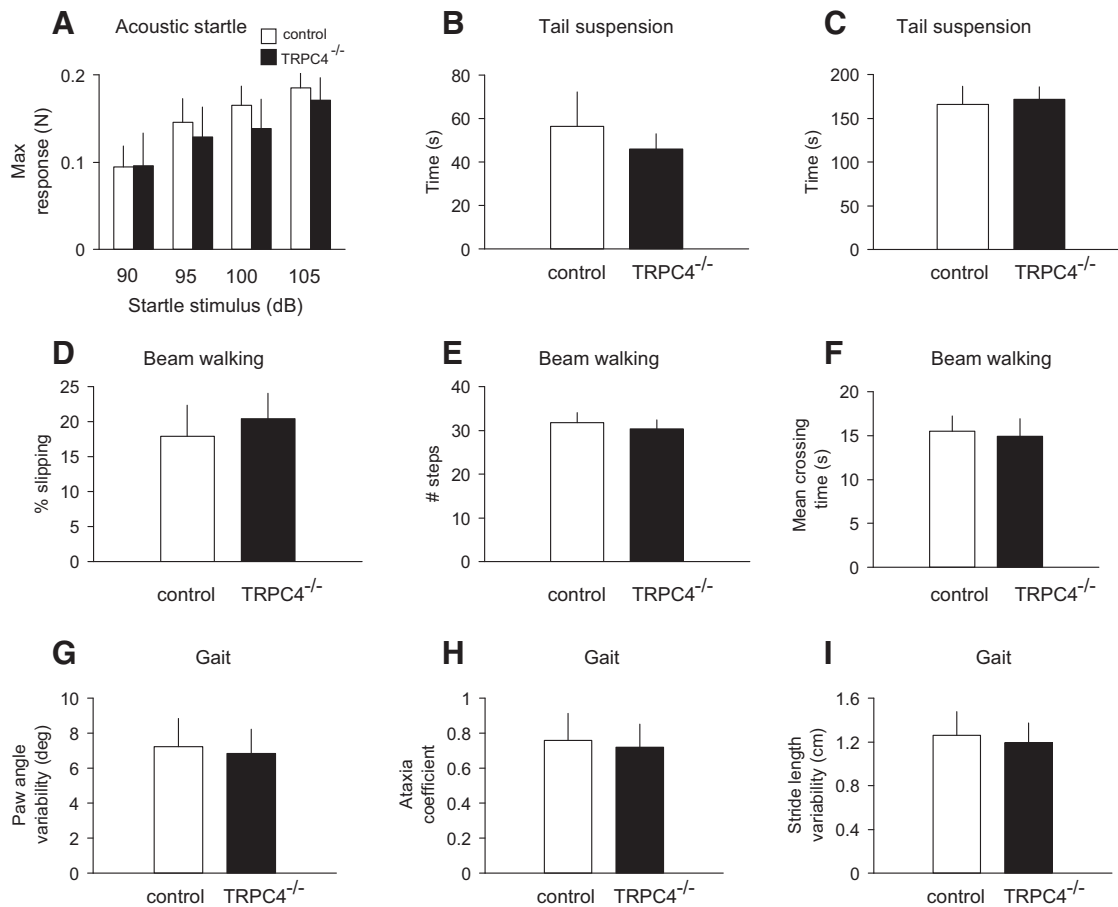 A Acoustic startle
control
TRPC4-/-
0.2
0.1
0
Max
response (N)
90 95 100 105
Startle stimulus (dB)
B Tail suspension
80
60
40
20
0
Time (s)
control TRPC4-/-
C Tail suspension
200
150
100
50
0
Time (s)
control TRPC4-/-
D Beam walking
25
20
15
10
5
0
% slipping
control TRPC4-/-
E Beam walking
40
30
20
10
0
# steps
control TRPC4-/-
F Beam walking
20
15
10
5
0
Mean crossing
time (s)
control TRPC4-/-
G Gait
10
8
6
4
2
0
Paw angle
variability (deg)
control TRPC4-/-
H Gait
1
0.8
0.6
0.4
0.2
0
Ataxia
coefficient
control TRPC4-/-
I Gait
1.6
1.2
0.8
0.4
0
Stride length
variability (cm)
control TRPC4-/-